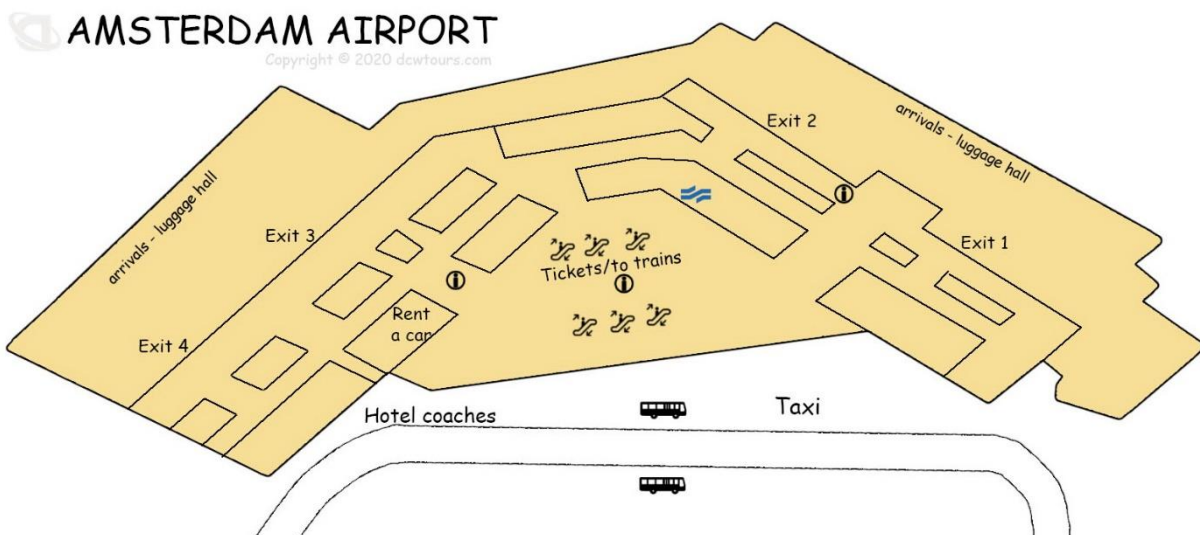 AMSTERDAM AIRPORT
Copyright © 2020 dcwtours.com
arrivals - luggage hall
Exit 2
arrivals - luggage hall
Exit 3
Exit 1
Tickets/to trains
Rent
a car
Exit 4
Hotel coaches
Taxi